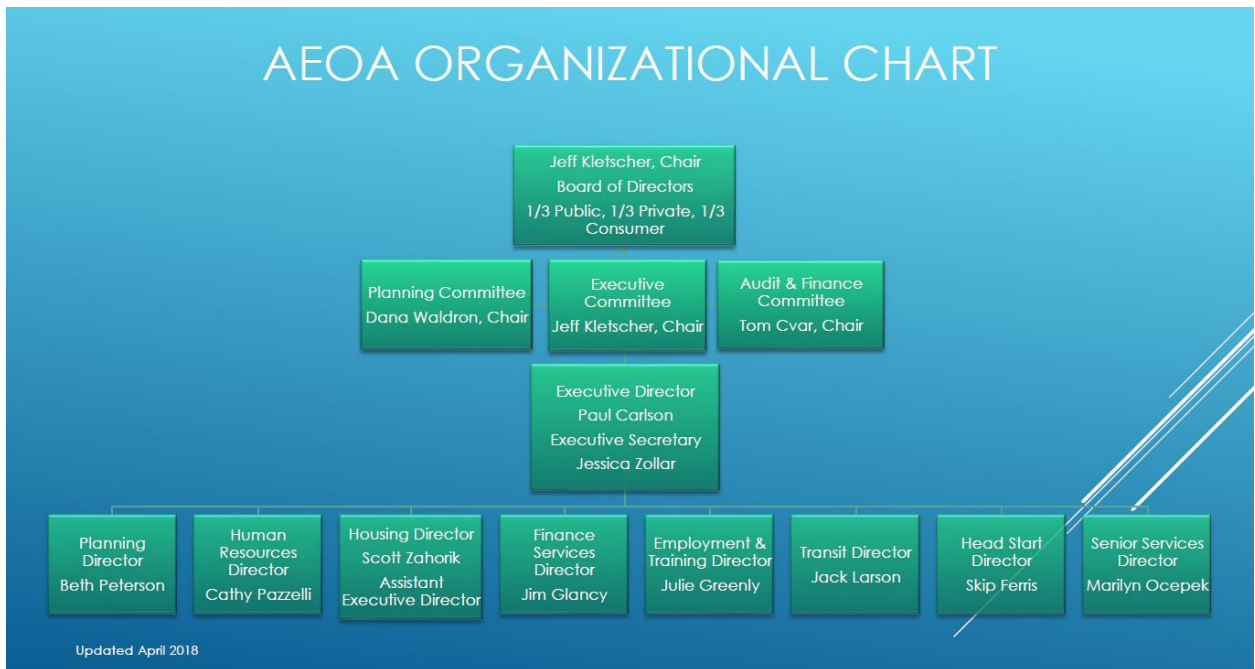 AEOA ORGANIZATIONAL CHART
Jeff Kletscher, Chair
Board of Directors
1/3 Public, 1/3 Private, 1/3
Consumer
Planning Committee
Dana Waldron, Chair
Executive
Committee
Jeff Kletscher, Chair
Audit & Finance
Committee
Tom Cvar, Chair
Executive Director
Paul Carlson
Executive Secretary
Jessica Zollar
Planning
Director
Beth Peterson
Human
Resources
Director
Cathy Pazzelli
Housing Director
Scott Zahorik
Assistant
Executive Director
Finance
Services
Director
Jim Glancy
Employment &
Training Director
Julie Greenly
Transit Director
Jack Larson
Head Start
Director
Skip Ferris
Senior Services
Director
Marilyn Ocepek
Updated April 2018